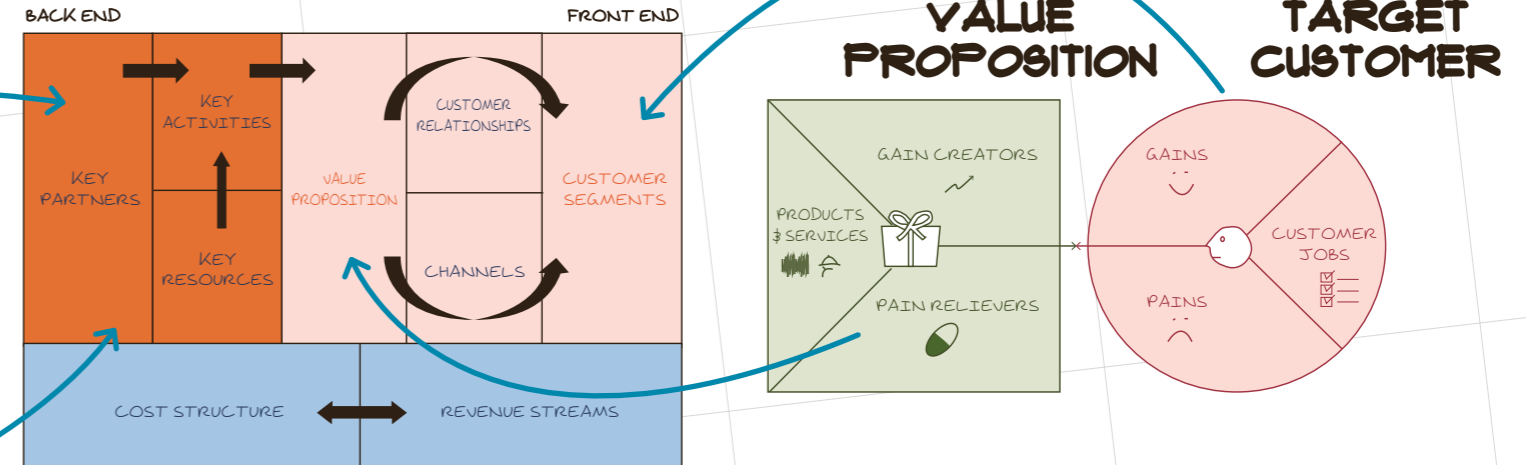 BACK END
FRONT END
KEY
PARTNERS
KEY
ACTIVITIES
KEY
RESOURCES
VALUE
PROPOSITION
CUSTOMER
RELATIONSHIPS
CHANNELS
CUSTOMER
SEGMENTS
COST STRUCTURE
REVENUE STREAMS
VALUE
PROPOSITION
TARGET
CUSTOMER
GAIN CREATORS
PRODUCTS
& SERVICES
PAIN RELIEVERS
GAINS
CUSTOMER
JOBS
PAINS